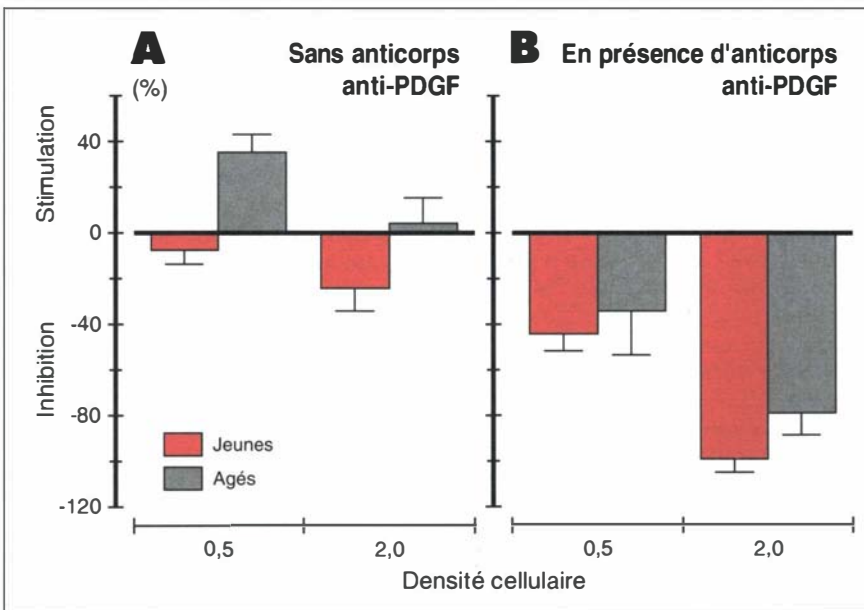 A
Sans anticorps
anti-PDGF
(%)
B
En présence d'anticorps
anti-PDGF
Stimulation
Inhibition
40
0
-40
-80
-120
Jeunes
Agés
0,5
2,0
0,5
2,0
Densité cellulaire